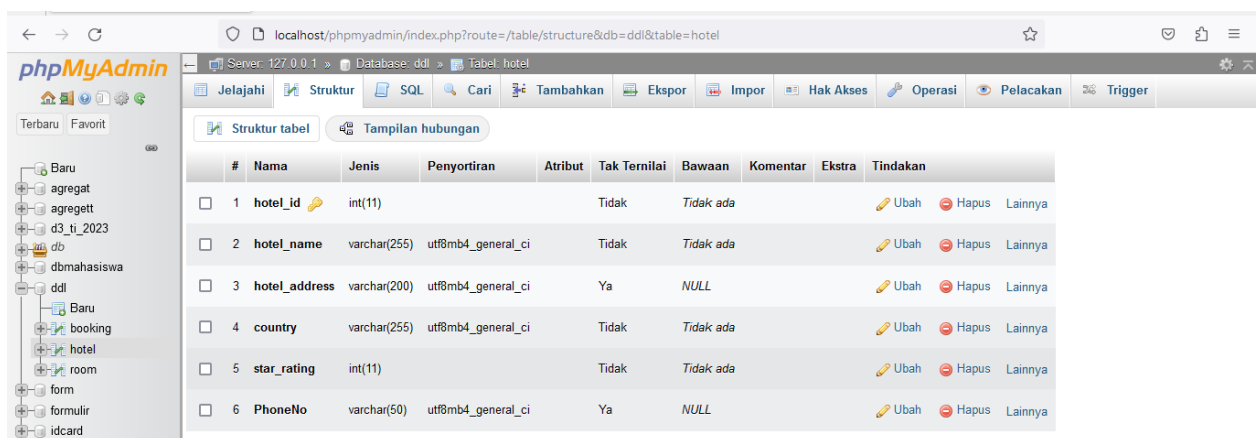 localhost/phpmyadmin/index.php?route=/table/structure&db=ddl&table=hotel
phpMyAdmin
Terbaru Favorit
Baru
agregat
agregett
d3_ti_2023
db
dbmahasiswa
ddl
Baru
booking
hotel
room
form
formulir
idcard
Server: 127.0.0.1 » Database: ddl » Tabel: hotel
Jelajahi Struktur SQL Cari Tambahkan Ekspor Impor Hak Akses Operasi Pelacakan Trigger
Struktur tabel Tampilan hubungan
# Nama Jenis Penyortiran Atribut Tak Ternilai Bawaan Komentar Ekstra Tindakan
1 hotel_id int(11) Tidak Tidak ada Ubah Hapus Lainnya
2 hotel_name varchar(255) utf8mb4_general_ci Tidak Tidak ada Ubah Hapus Lainnya
3 hotel_address varchar(200) utf8mb4_general_ci Ya NULL Ubah Hapus Lainnya
4 country varchar(255) utf8mb4_general_ci Tidak Tidak ada Ubah Hapus Lainnya
5 star_rating int(11) Tidak Tidak ada Ubah Hapus Lainnya
6 PhoneNo varchar(50) utf8mb4_general_ci Ya NULL Ubah Hapus Lainnya